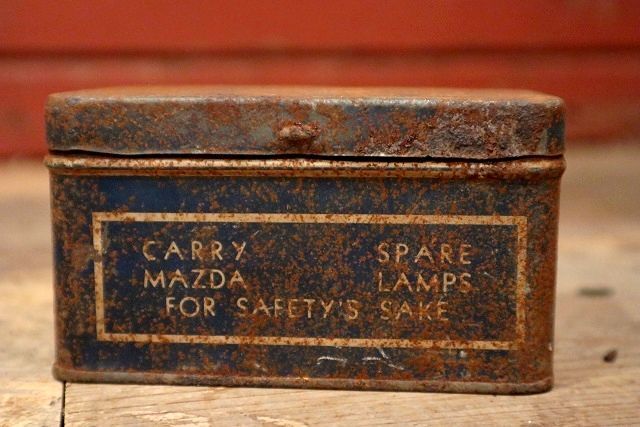 CARRY SPARE
MAZDA LAMPS
FOR SAFETY'S SAKE